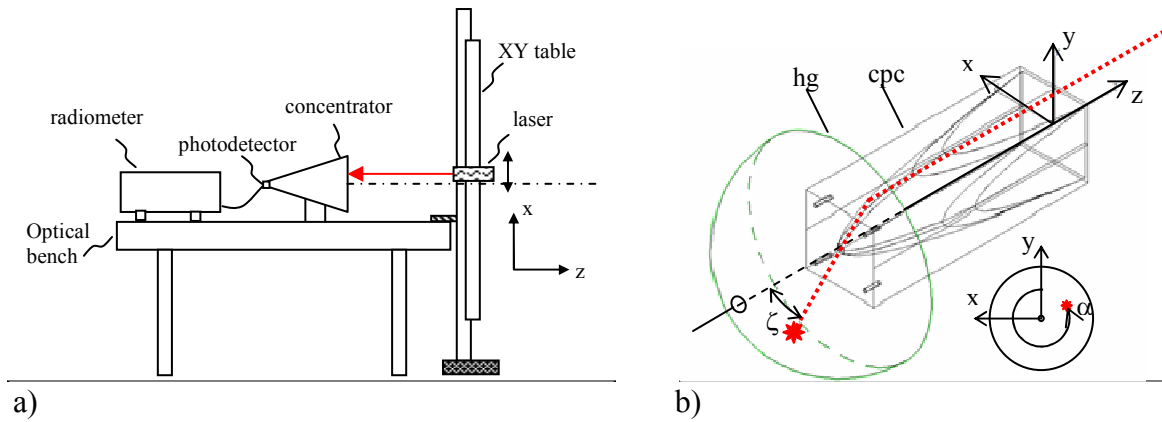 XY table
concentrator
radiometer
photodetector
laser
x
z
Optical
bench
a)
hg
cpc
y
x
z
ζ
y
x
α
b)